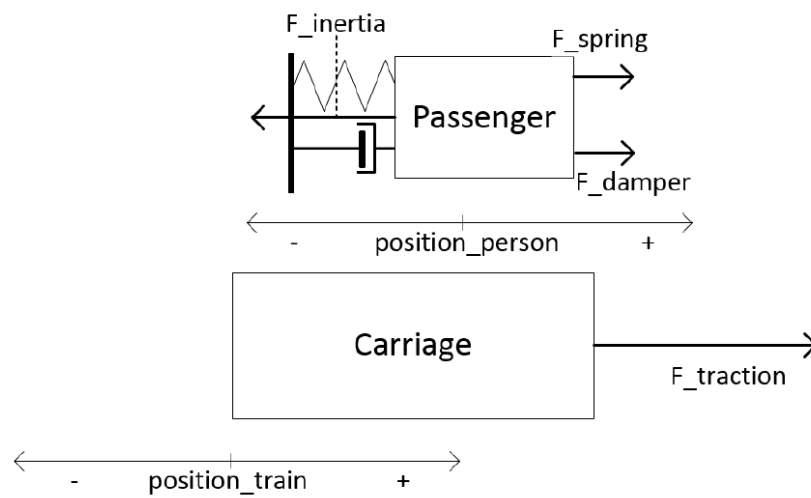 F_inertia
F_spring
Passenger
F_damper
- position_person +
Carriage
F_traction
- position_train +